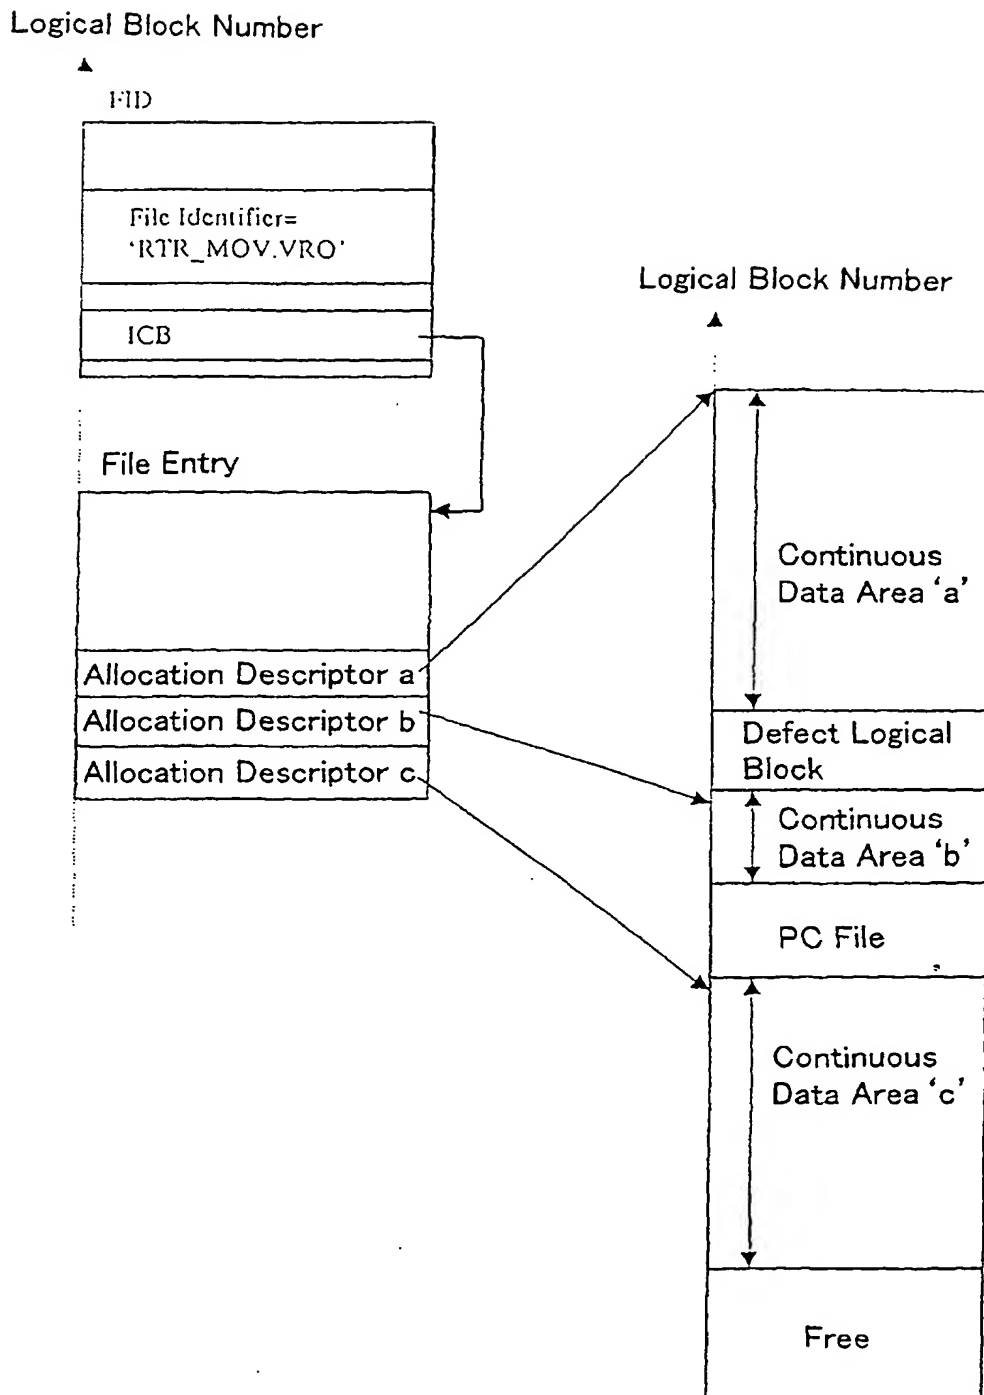 Logical Block Number
FID
File Identifier=
‘RTR_MOV.VRO’
ICB
File Entry
Allocation Descriptor a
Allocation Descriptor b
Allocation Descriptor c
Logical Block Number
Continuous
Data Area ‘a’
Defect Logical
Block
Continuous
Data Area ‘b’
PC File
Continuous
Data Area ‘c’
Free